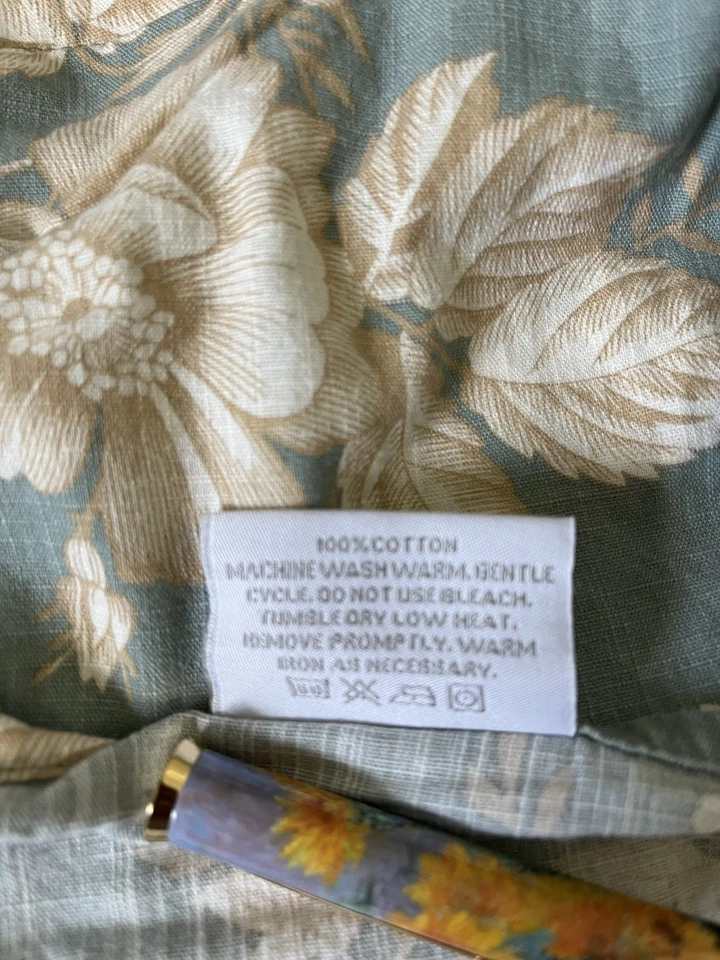 100%COTTON
MACHINE WASH WARM. GENTLE
CYCLE. DO NOT USE BLEACH.
TUMBLE DRY LOW HEAT.
REMOVE PROMPTLY. WARM
IRON AS NECESSARY.